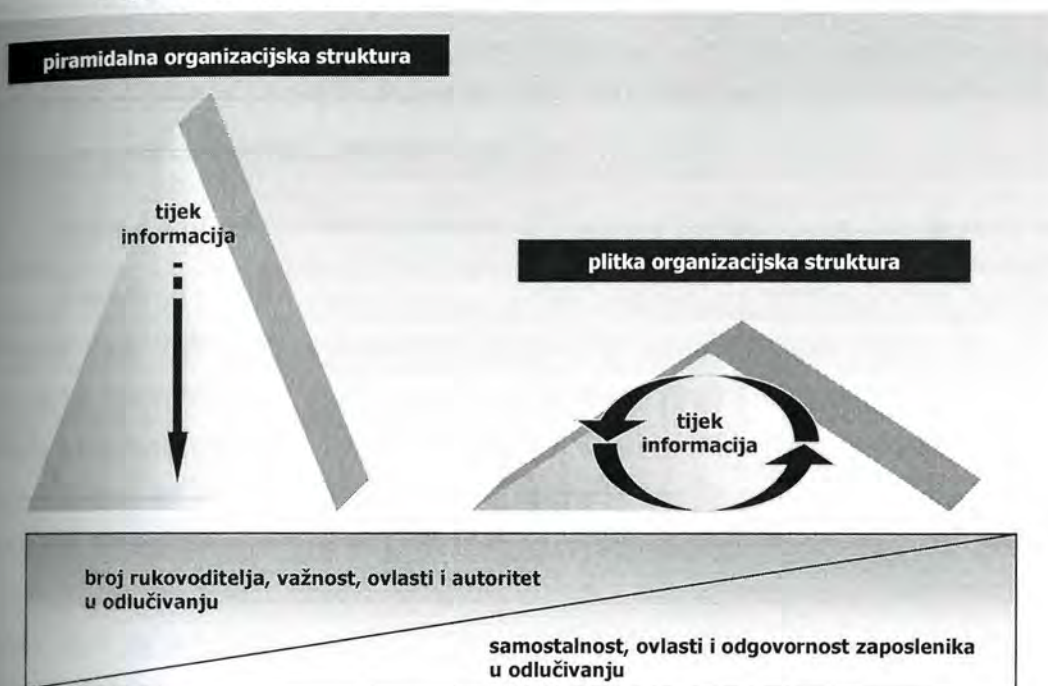 piramidalna organizacijska struktura
tijek
informacija
plitka organizacijska struktura
tijek
informacija
broj rukovoditelja, važnost, ovlasti i autoritet
u odlučivanju
samostalnost, ovlasti i odgovornost zaposlenika
u odlučivanju